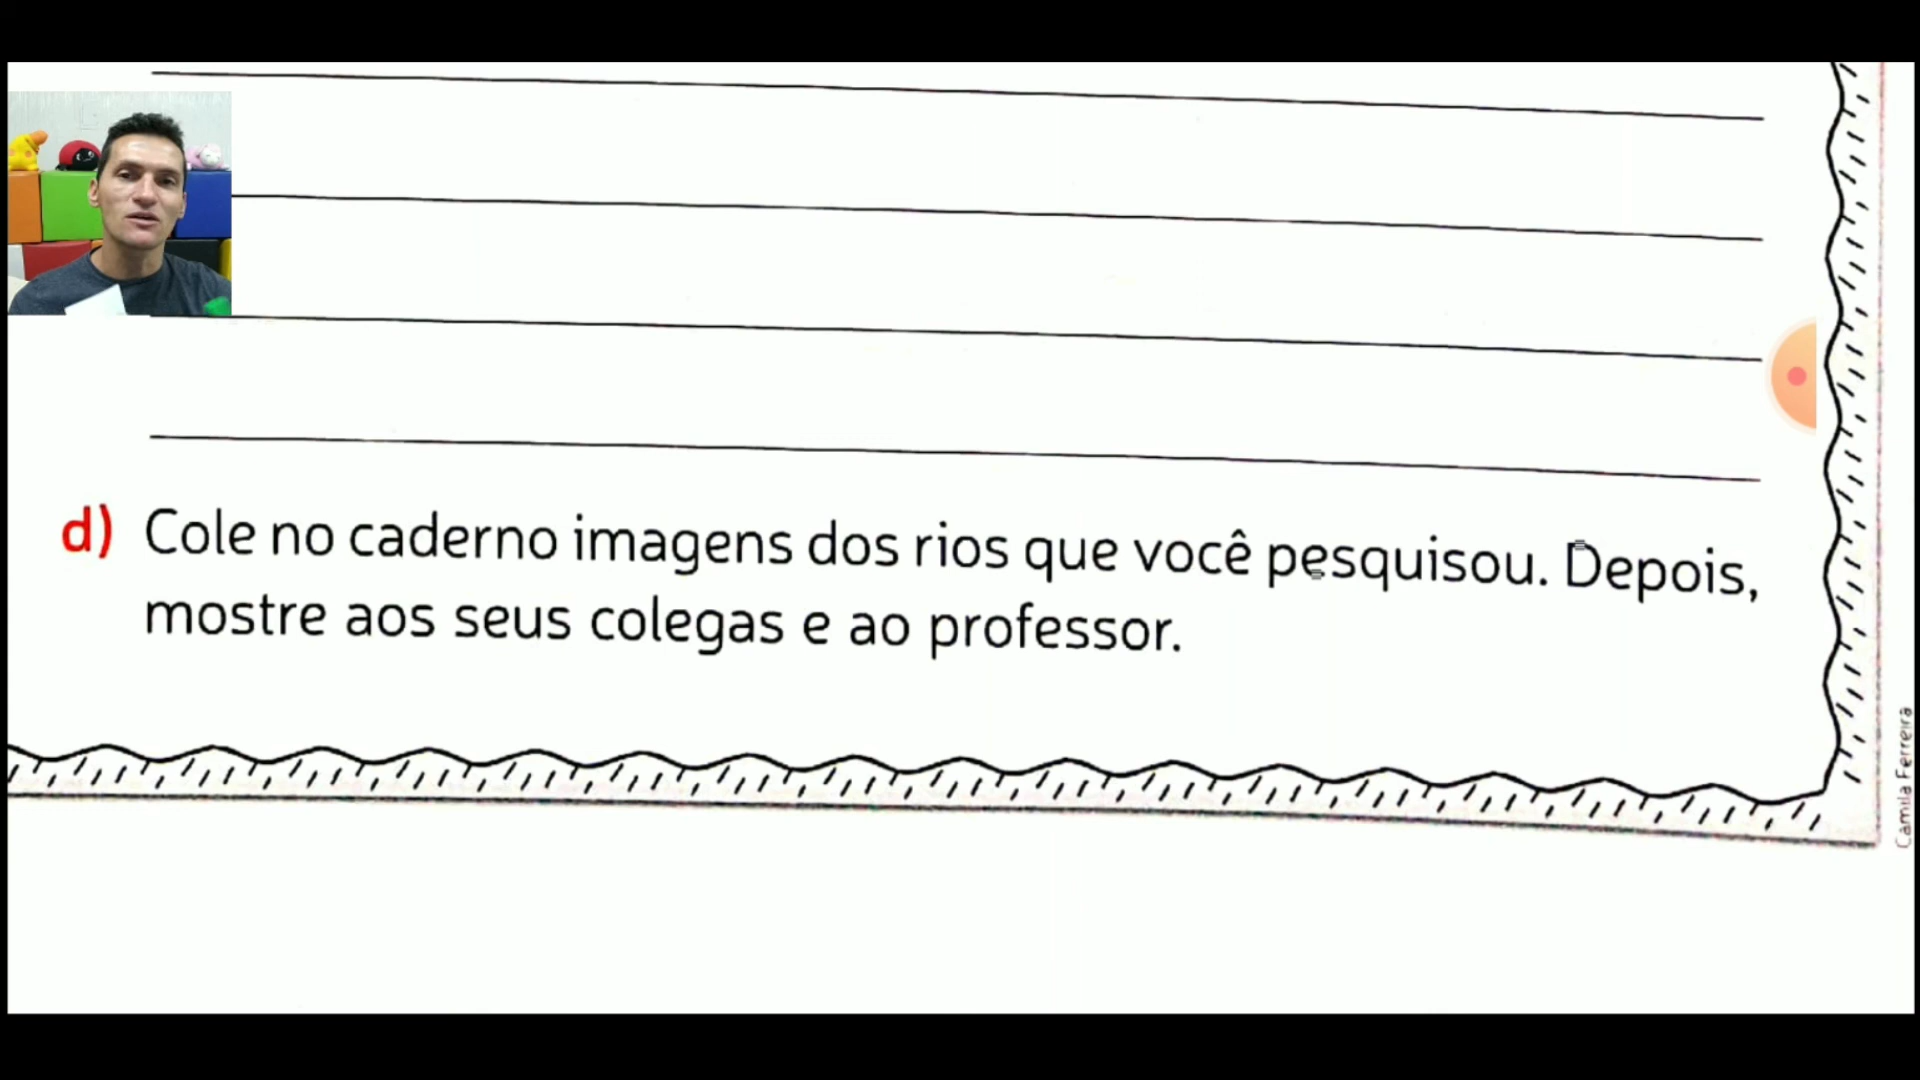 d) Cole no caderno imagens dos rios que você pesquisou. Depois,
mostre aos seus colegas e ao professor.
Camila Ferreira